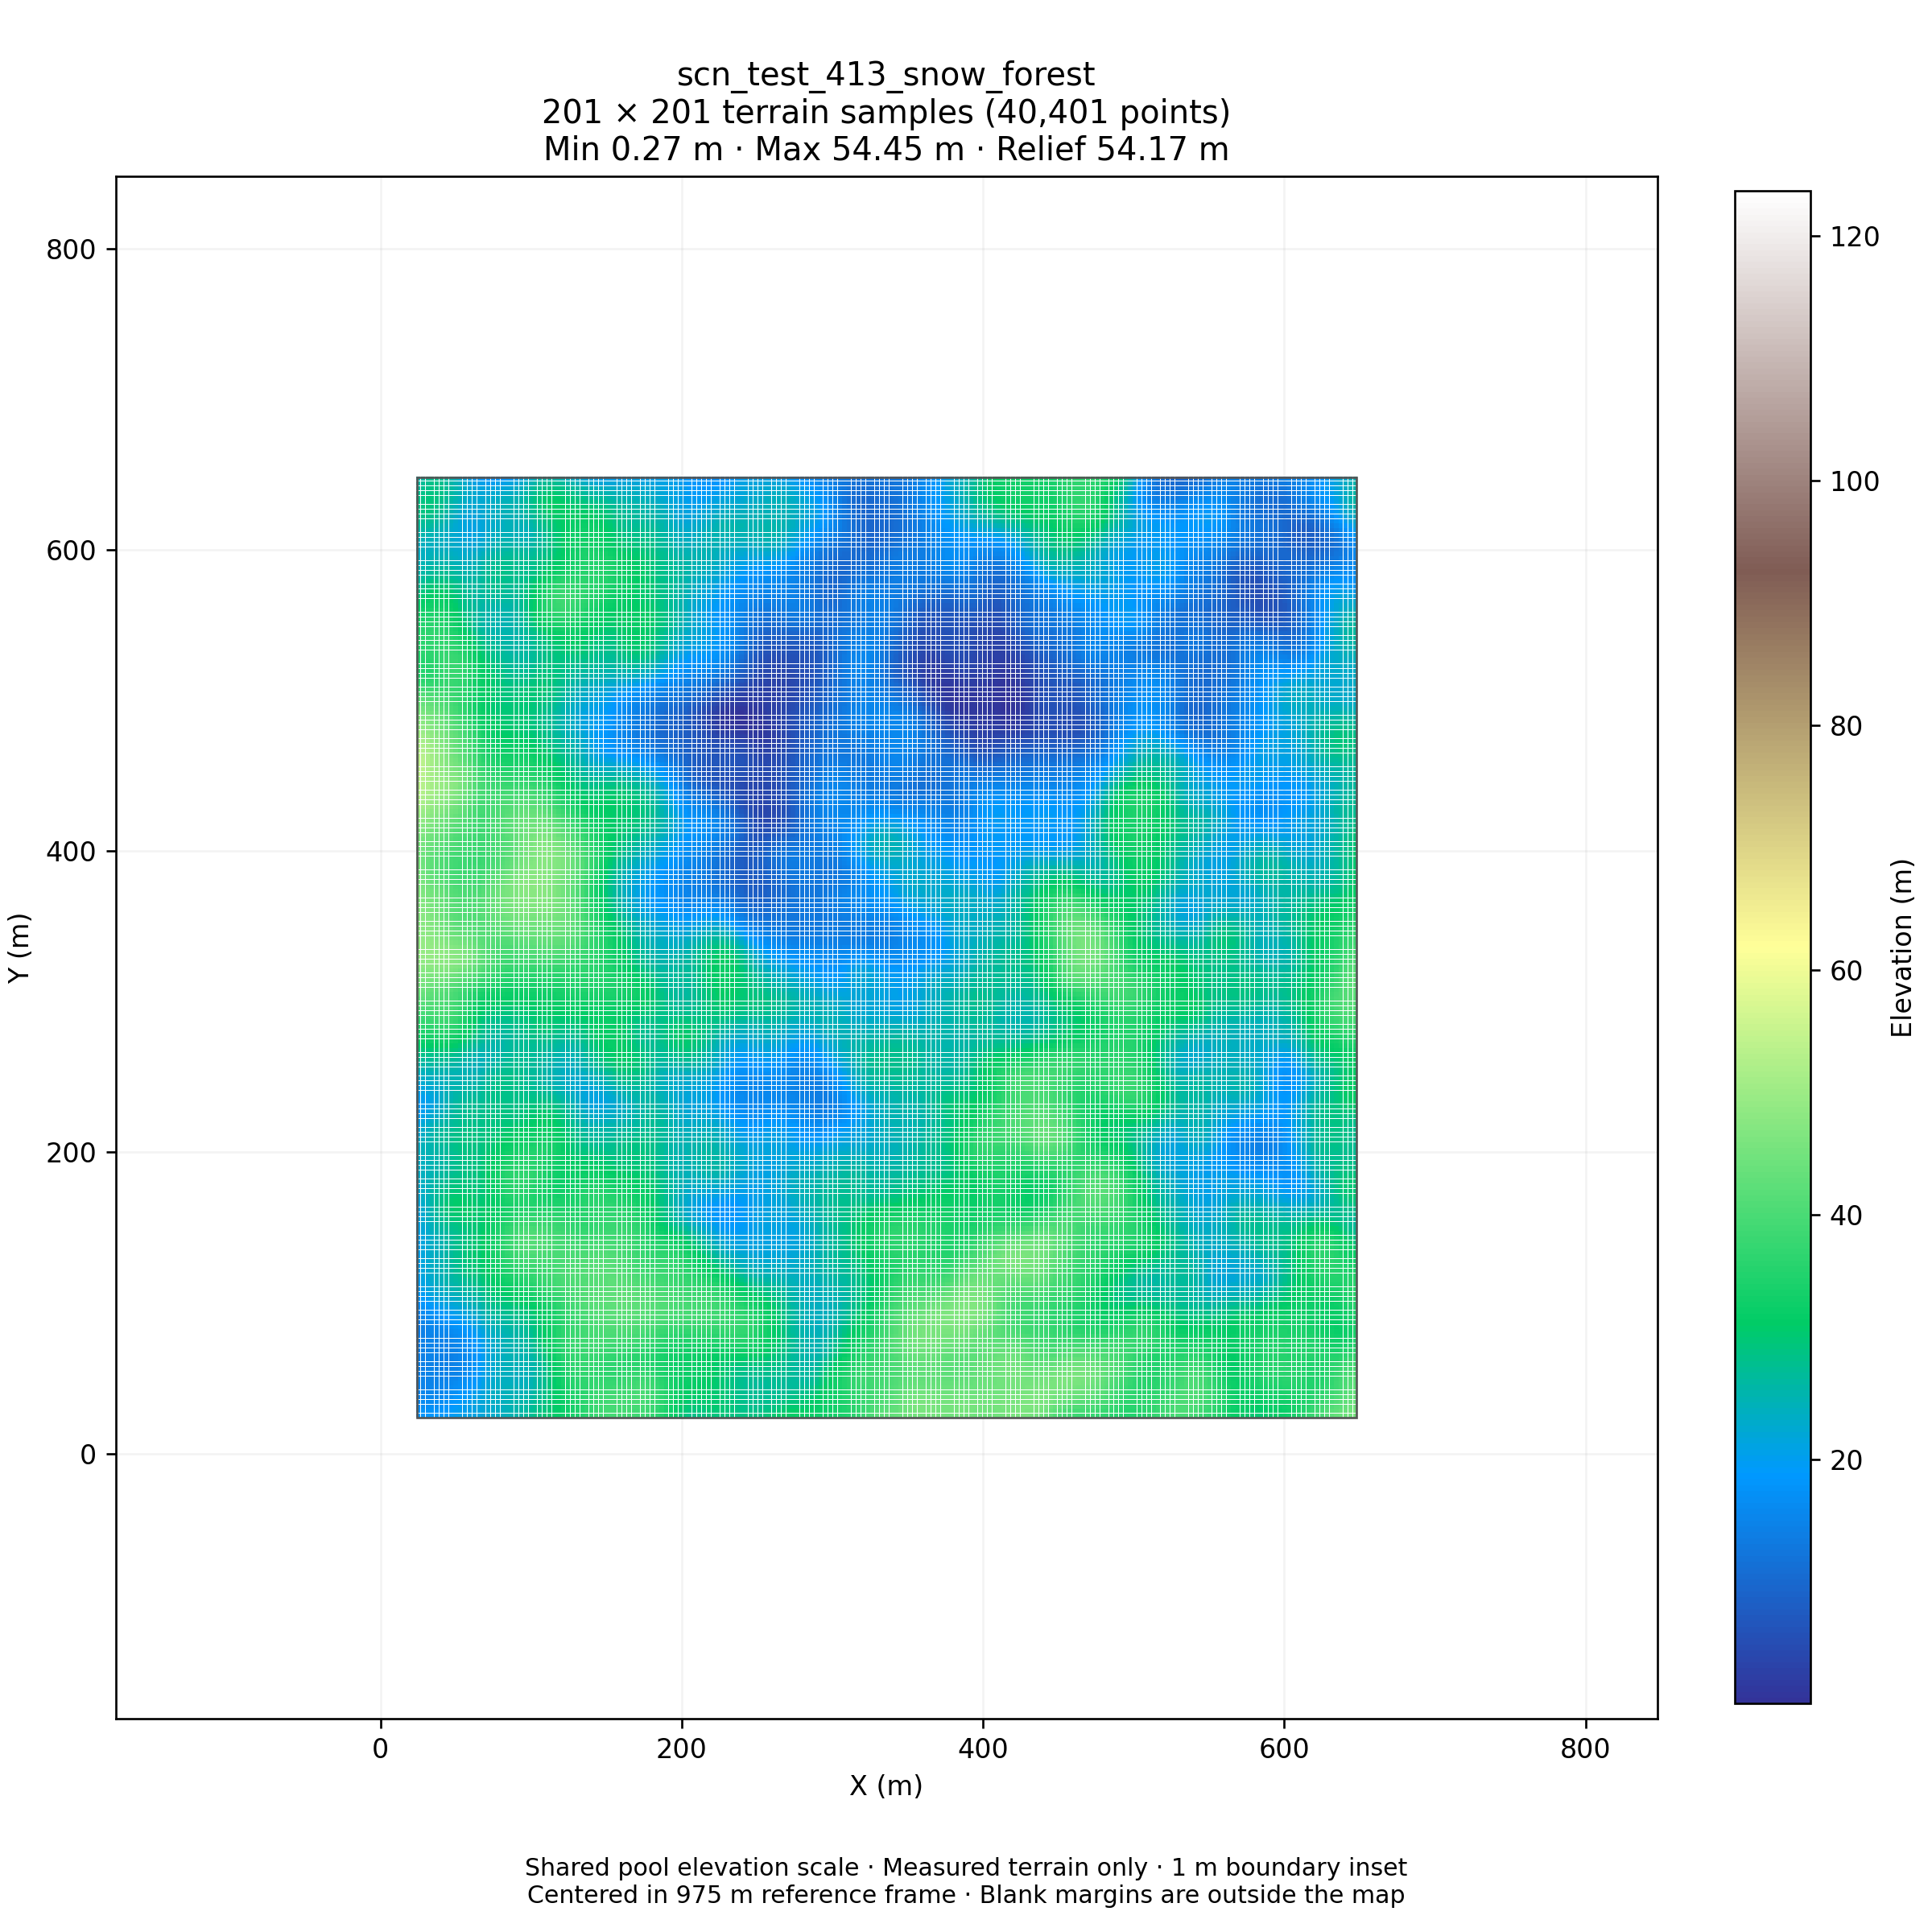 scn_test_413_snow_forest
201 × 201 terrain samples (40,401 points)
Min 0.27 m · Max 54.45 m · Relief 54.17 m
800
600
400
200
0
Y (m)
0
200
400
600
800
X (m)
120
100
80
60
40
20
Elevation (m)
Shared pool elevation scale · Measured terrain only · 1 m boundary inset
Centered in 975 m reference frame · Blank margins are outside the map